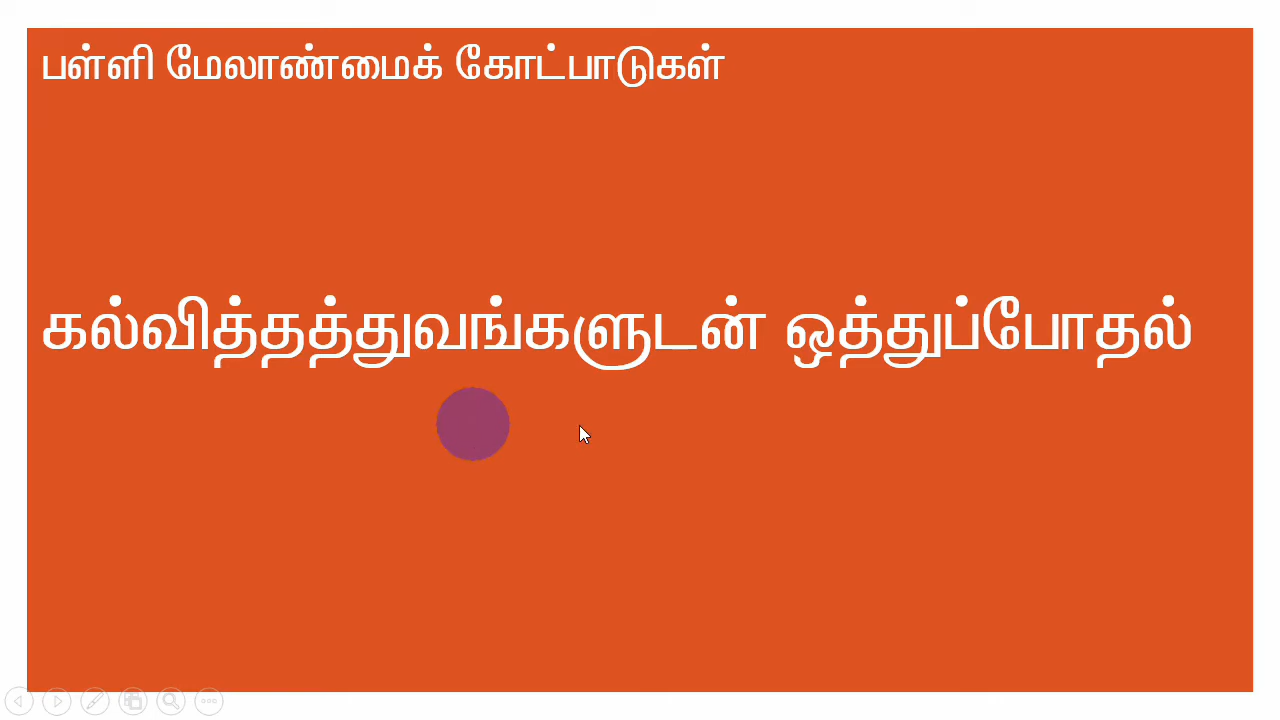 பள்ளி மேலாண்மைக் கோட்பாடுகள்
கல்வித்தத்துவங்களுடன் ஒத்துப்போதல்